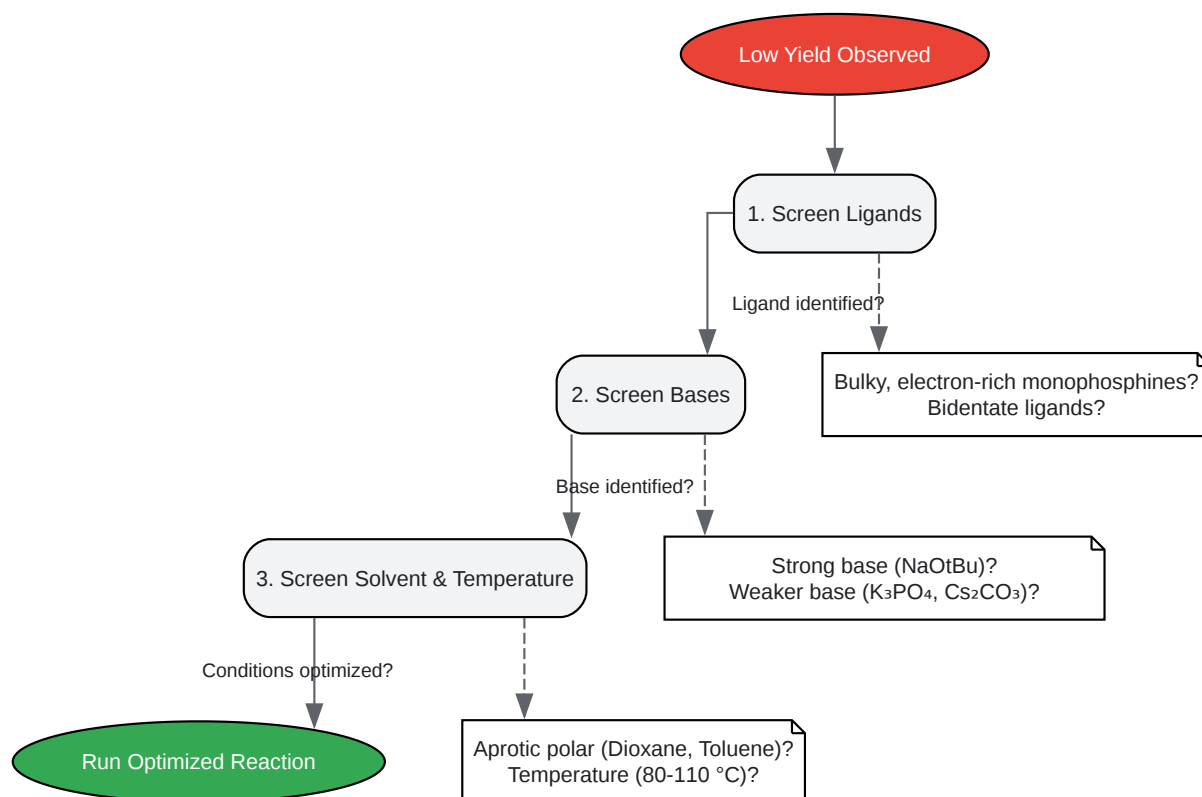 Low Yield Observed
1. Screen Ligands
Ligand identified?
Bulky, electron-rich monophosphines?
Bidentate ligands?
2. Screen Bases
Base identified?
Strong base (NaOtBu)?
Weaker base (K₃PO₄, Cs₂CO₃)?
3. Screen Solvent & Temperature
Conditions optimized?
Aprotic polar (Dioxane, Toluene)?
Temperature (80-110 °C)?
Run Optimized Reaction